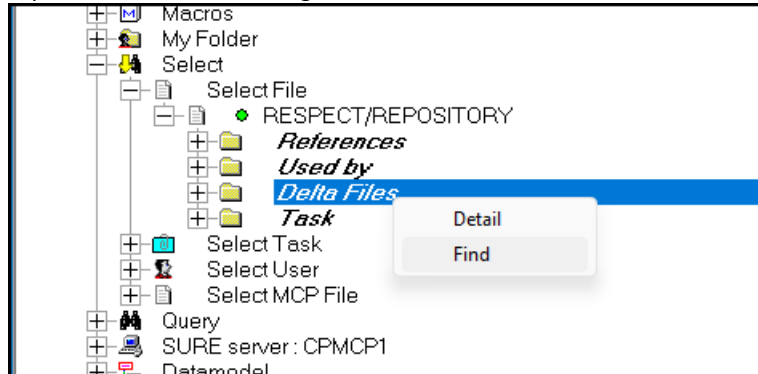 Macros
My Folder
Select
Select File
RESPECT/REPOSITORY
References
Used by
Delta Files
Task
Detail
Find
Select Task
Select User
Select MCP File
Query
SURE server : CPMCP1
Datamodel